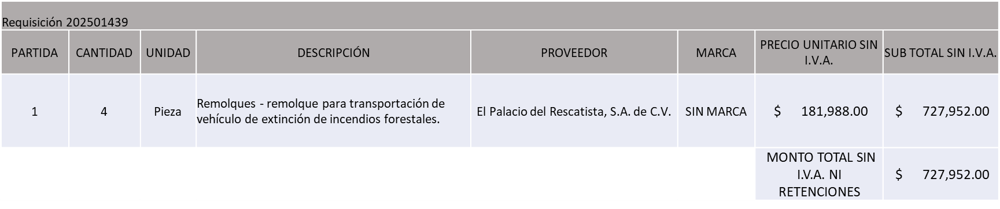 Requisición 202501439
PARTIDA CANTIDAD UNIDAD DESCRIPCIÓN PROVEEDOR MARCA PRECIO UNITARIO SIN I.V.A. SUB TOTAL SIN I.V.A.
1 4 Pieza Remolques - remolque para transportación de vehículo de extinción de incendios forestales. El Palacio del Rescatista, S.A. de C.V. SIN MARCA $ 181,988.00 $ 727,952.00
MONTO TOTAL SIN I.V.A. NI RETENCIONES $ 727,952.00